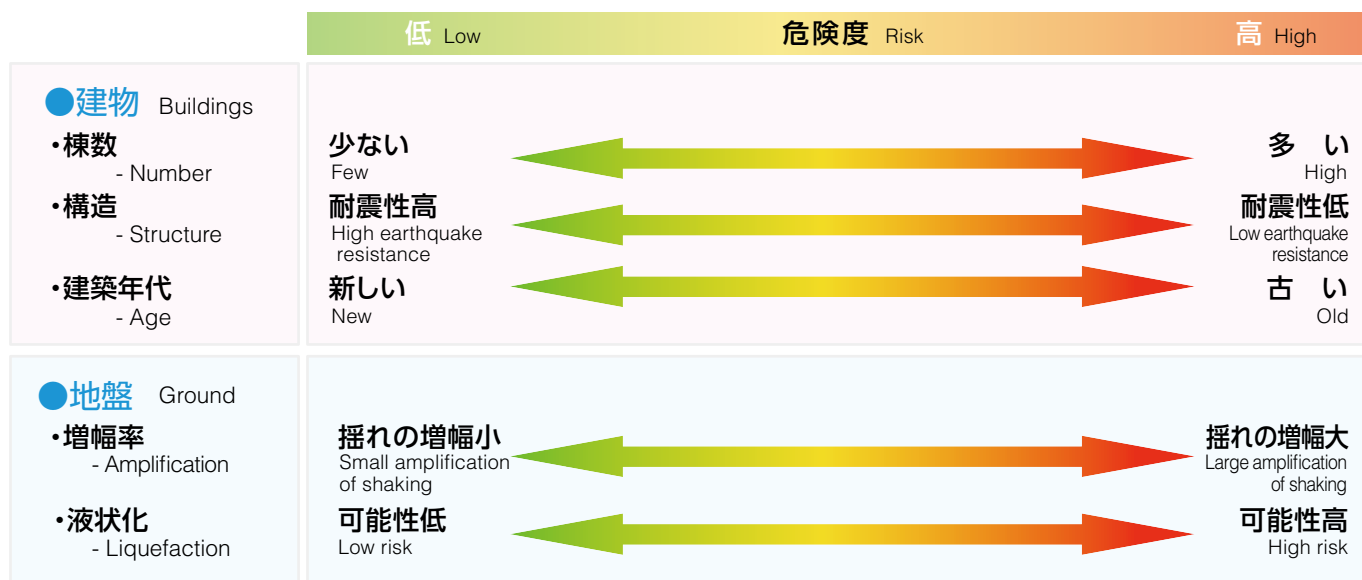 低 Low 危険度 Risk 高 High
●建物 Buildings
・棟数 少ない 多 い
- Number Few High
・構造 耐震性高 耐震性低
- Structure High earthquake Low earthquake
resistance resistance
・建築年代 新しい 古 い
- Age New Old
●地盤 Ground
・増幅率 揺れの増幅小 揺れの増幅大
- Amplification Small amplification Large amplification
of shaking of shaking
・液状化 可能性低 可能性高
- Liquefaction Low risk High risk